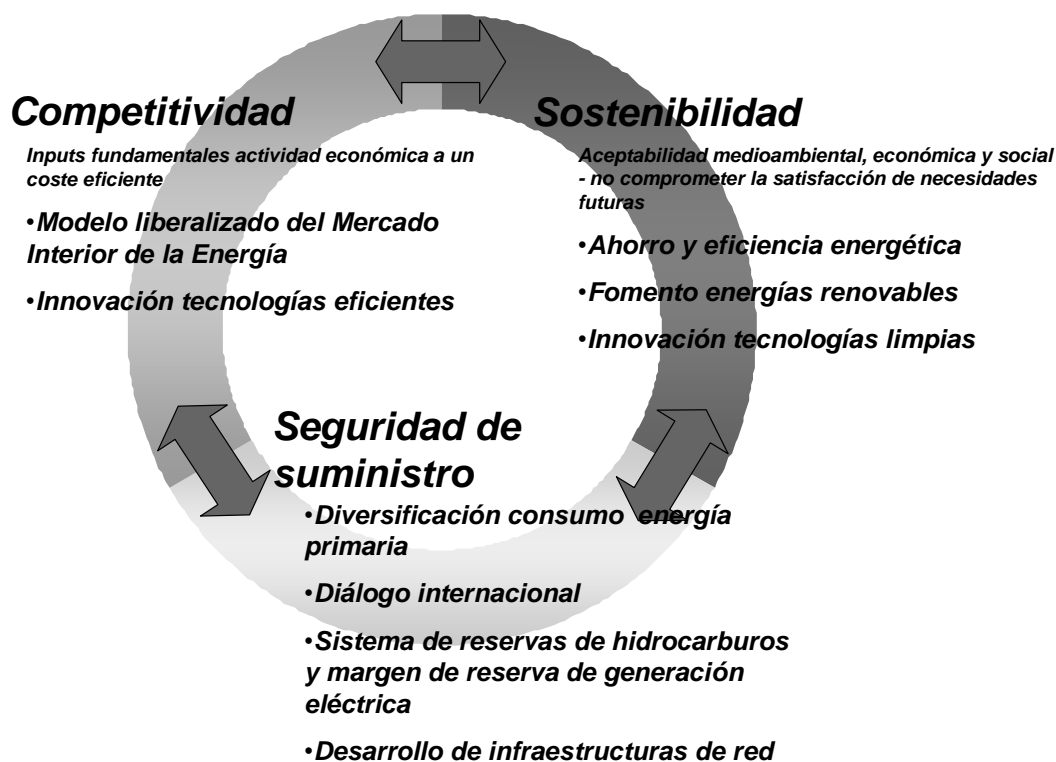 Competitividad
Inputs fundamentales actividad económica a un
coste eficiente
•Modelo liberalizado del Mercado
Interior de la Energía
•Innovación tecnologías eficientes
Sostenibilidad
Aceptabilidad medioambiental, económica y social
- no comprometer la satisfacción de necesidades
futuras
•Ahorro y eficiencia energética
•Fomento energías renovables
•Innovación tecnologías limpias
Seguridad de
suministro
•Diversificación consumo energía
primaria
•Diálogo internacional
•Sistema de reservas de hidrocarburos
y margen de reserva de generación
eléctrica
•Desarrollo de infraestructuras de red